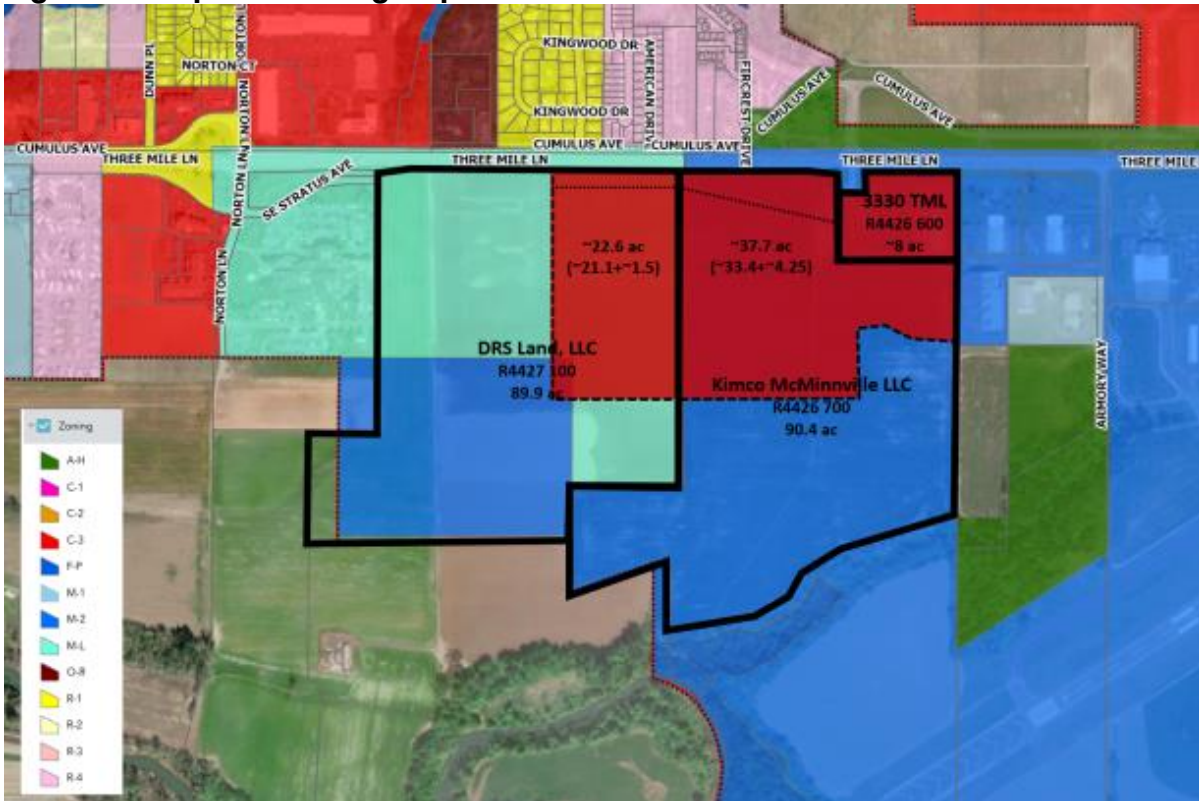 KINGWOOD DR
NORTON LN
DUNN PL
NORTON CT
AMERICAN DRIVE
FIRCREST DRIVE
CUMULUS AVE
CUMULUS AVE
KINGWOOD DR
NORTON LN
CUMULUS AVE
CUMULUS AVE
CUMULUS AVE
THREE MILE LN
THREE MILE LN
THREE MILE LN
THREE MILE
SE STRATUS AVE
NORTON LN
NORTON LN
3330 TML
R4426 600
~8 ac
~22.6 ac
(~21.1+~1.5)
~37.7 ac
(~33.4+~4.25)
DRS Land, LLC
R4427 100
89.9 ac
Kimco McMinnville LLC
R4426 700
90.4 ac
ARMORY WAY
Zoning
A-H
C-1
C-2
C-3
F-P
M-1
M-2
M-L
O-R
R-1
R-2
R-3
R-4